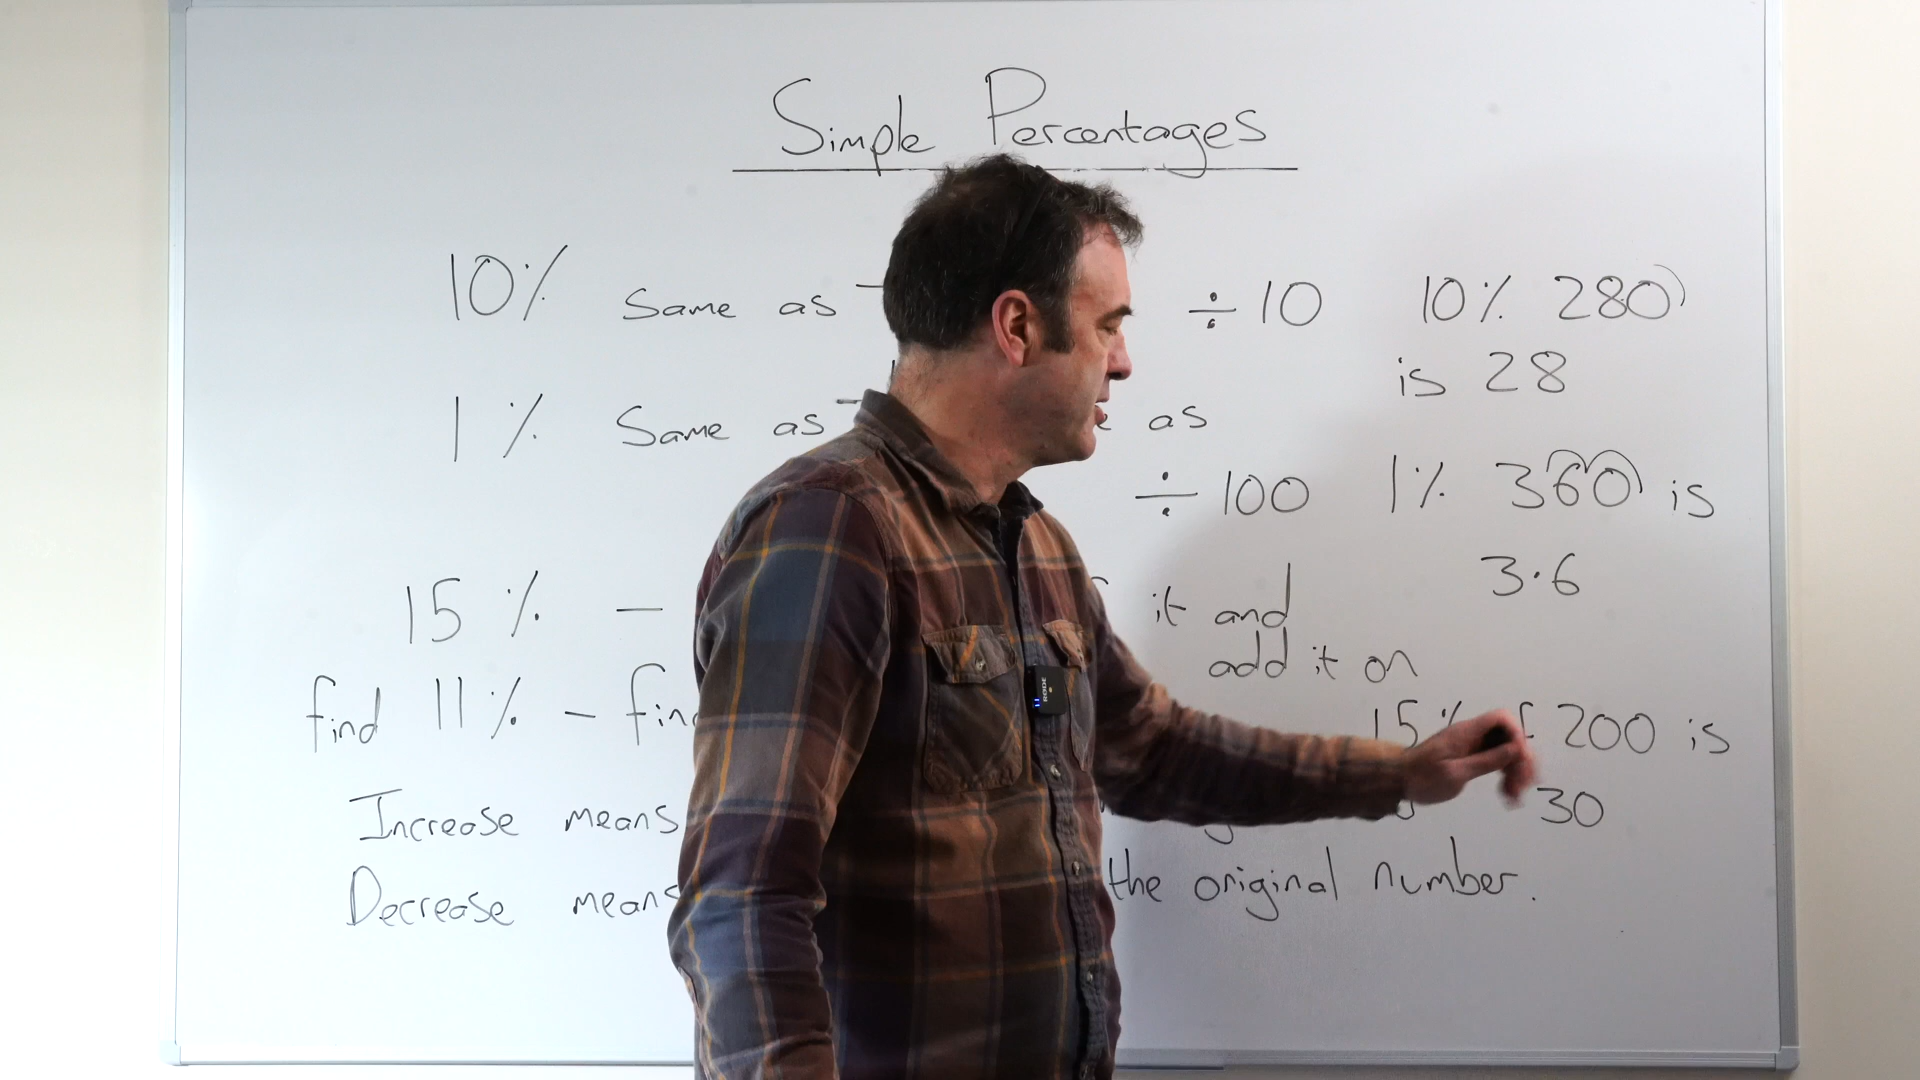 Simple Percentages
10% Same as ÷ 10 10% 280
is 28
1% Same as as
÷ 100 1% 360 is
3.6
15% - it and
add it on
find 11% - 15% 200 is
Increase means 30
Decrease means the original number.
RØDE